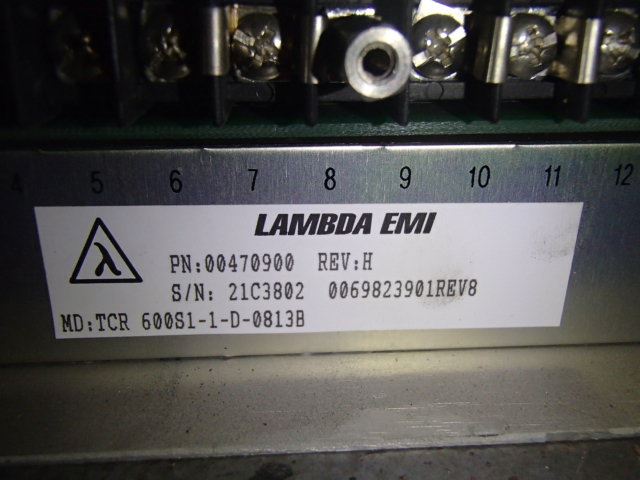 4 5 6 7 8 9 10 11 12
LAMBDA EMI
λ
PN:00470900 REV:H
S/N: 21C3802 0069823901REV8
MD:TCR 600S1-1-D-0813B